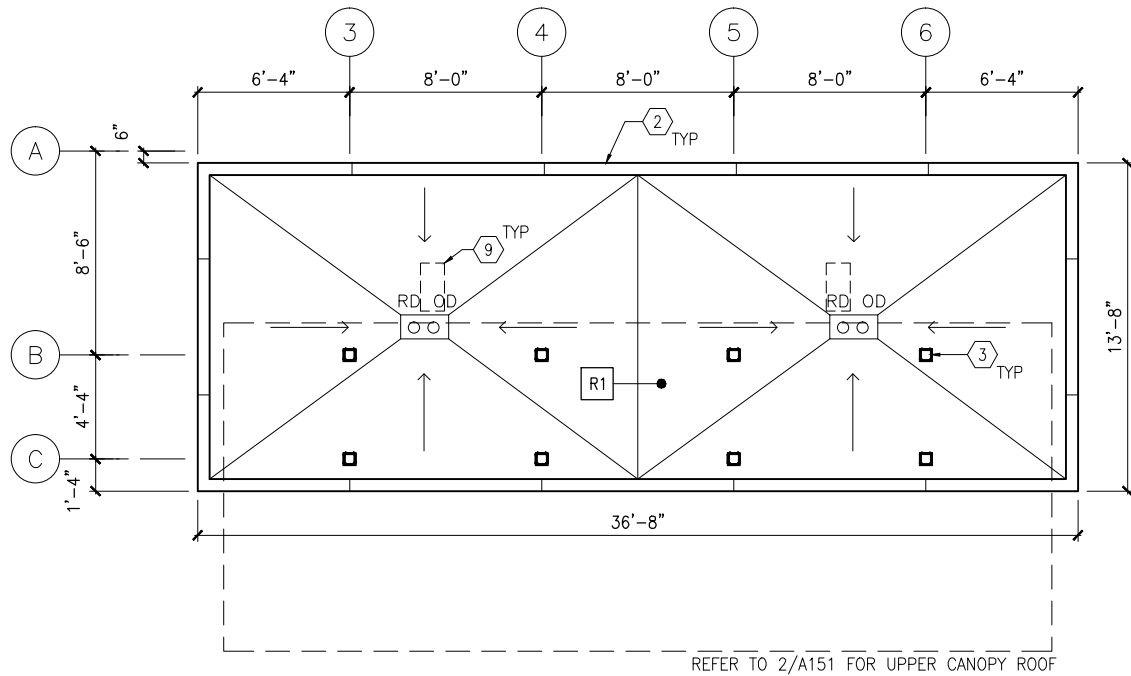 3 4 5 6
6'-4" 8'-0" 8'-0" 8'-0" 6'-4"
A
6"
2
TYP
8'-6"
9
TYP
RD OD
RD OD
B
3
TYP
13'-8"
R1
4'-4"
C
1'-4"
36'-8"
REFER TO 2/A151 FOR UPPER CANOPY ROOF